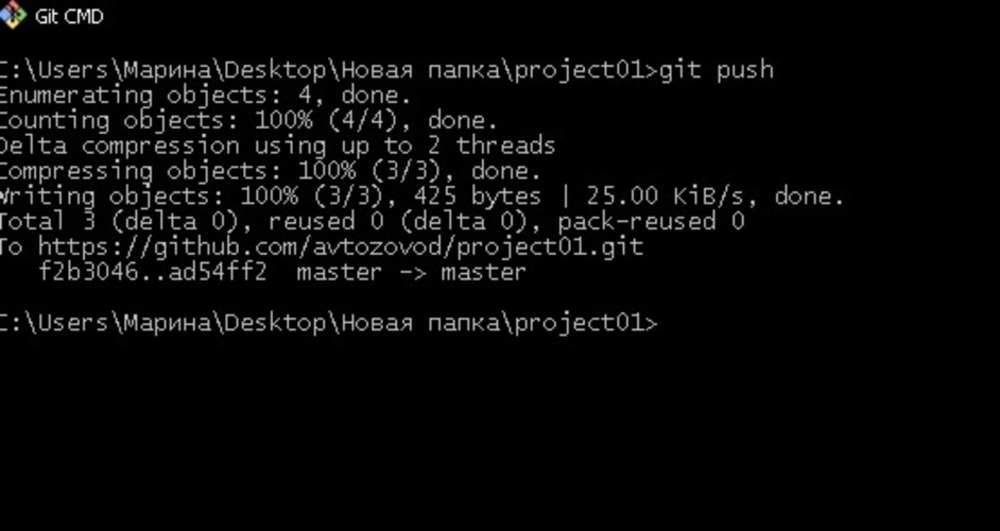 Git CMD
C:\Users\Марина\Desktop\Новая папка\project01>git push
Enumerating objects: 4, done.
Counting objects: 100% (4/4), done.
Delta compression using up to 2 threads
Compressing objects: 100% (3/3), done.
Writing objects: 100% (3/3), 425 bytes | 25.00 KiB/s, done.
Total 3 (delta 0), reused 0 (delta 0), pack-reused 0
To https://github.com/avtozovod/project01.git
f2b3046..ad54ff2 master -> master
C:\Users\Марина\Desktop\Новая папка\project01>